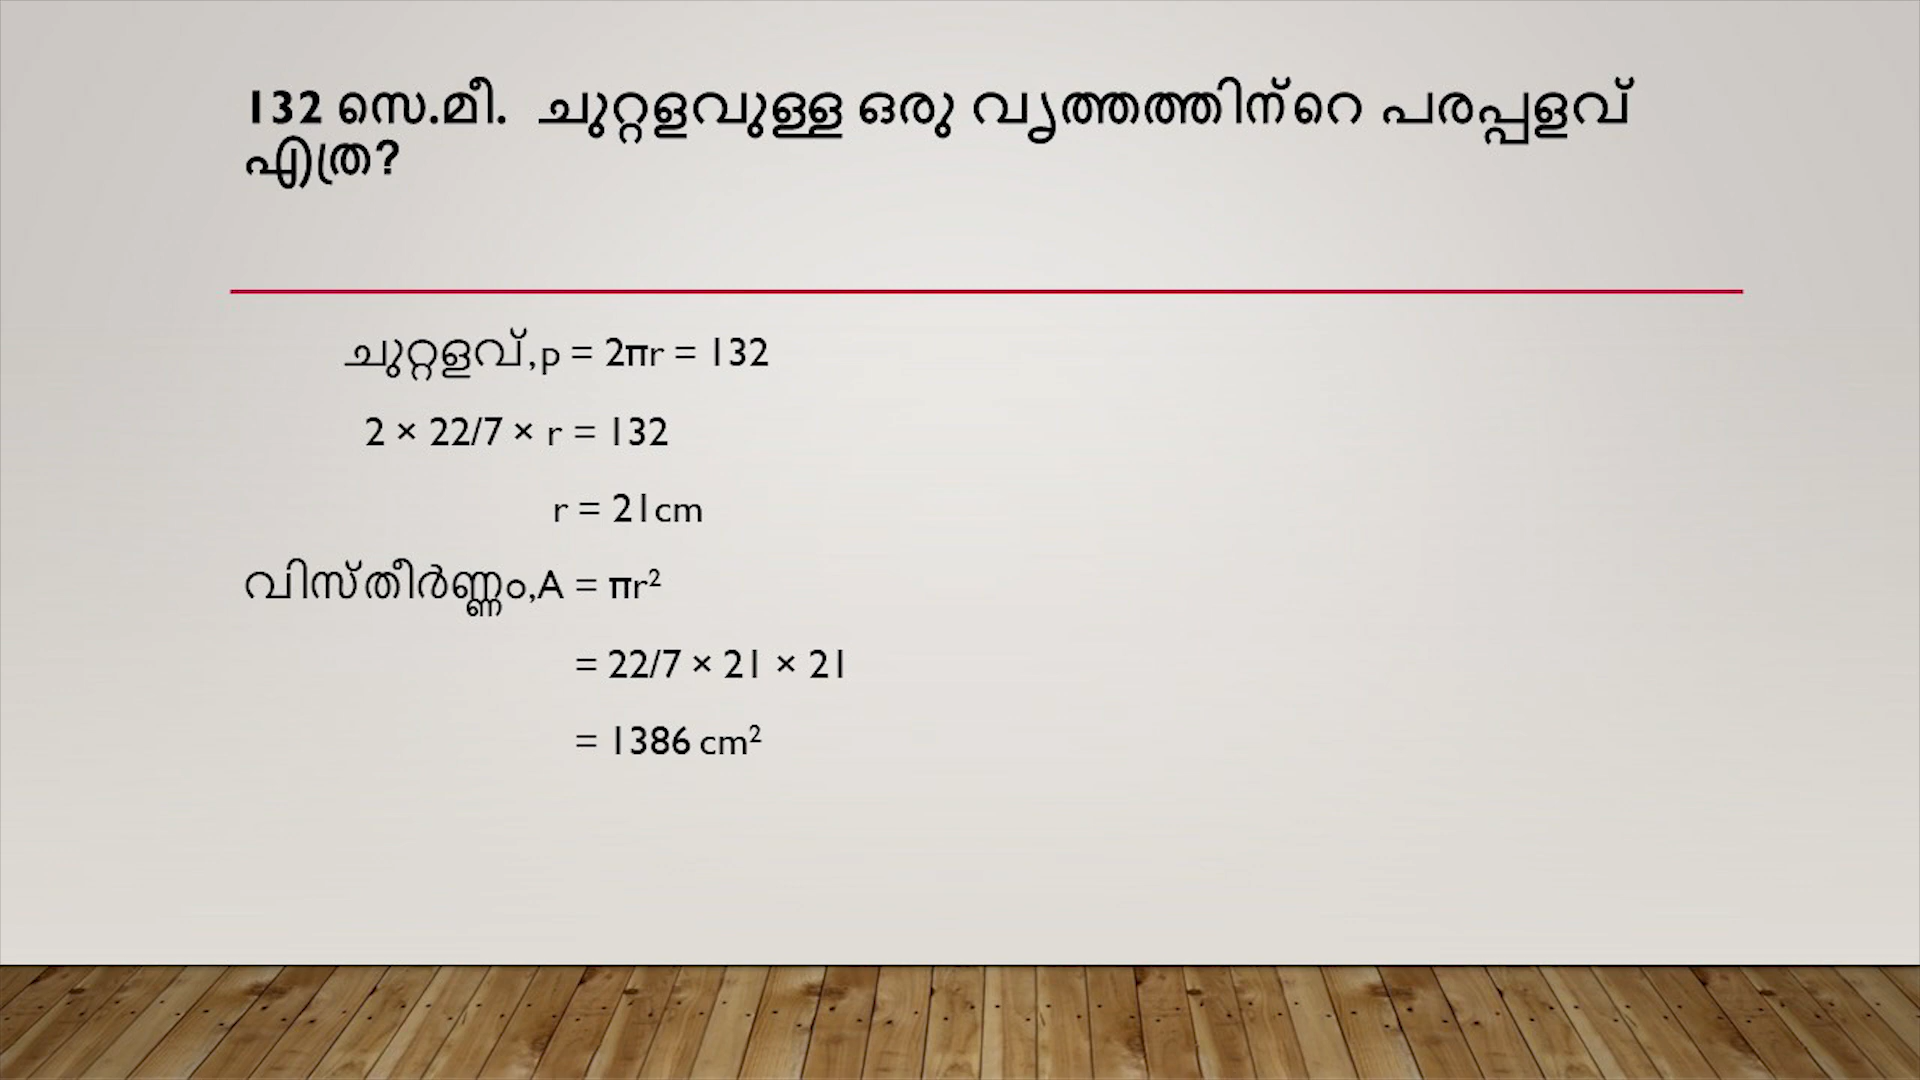 132 സെ.മീ. ചുറ്റളവുള്ള ഒരു വൃത്തത്തിന്റെ പരപ്പളവ്
എത്ര?
ചുറ്റളവ്,p = 2πr = 132
2 × 22/7 × r = 132
r = 21cm
വിസ്തീർണ്ണം,A = πr²
= 22/7 × 21 × 21
= 1386 cm²